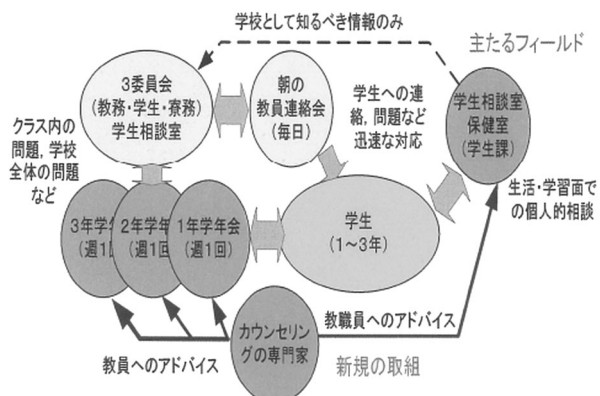 学校として知るべき情報のみ
主たるフィールド
3委員会
(教務・学生・寮務)
学生相談室
朝の
教員連絡会
(毎日)
学生への連
絡, 問題など
迅速な対応
学生相談室
保健室
(学生課)
クラス内の
問題, 学校
全体の問題
など
生活・学習面で
の個人的相談
3年学年
(週1回
2年学年
(週1回
1年学年会
(週1回)
学生
(1～3年)
カウンセリン
グの専門家
教職員へのアドバイス
教員へのアドバイス
新規の取組